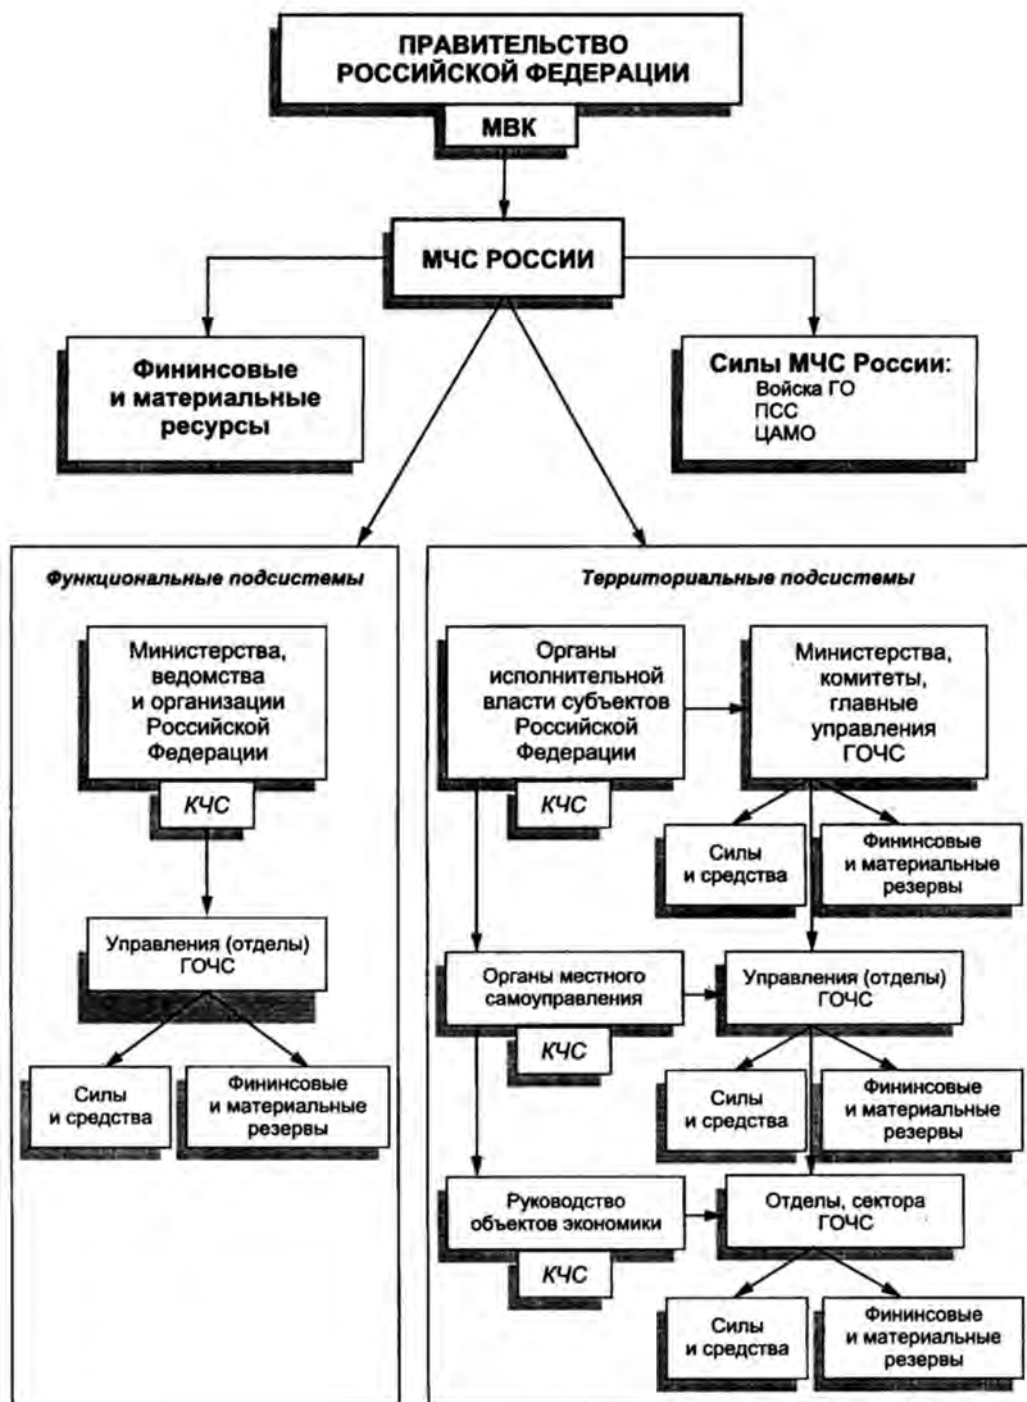 ПРАВИТЕЛЬСТВО
РОССИЙСКОЙ ФЕДЕРАЦИИ
МВК
МЧС РОССИИ
Фининсовые
и материальные
ресурсы
Силы МЧС России:
Войска ГО
ПСС
ЦАМО
Функциональные подсистемы
Министерства,
ведомства
и организации
Российской
Федерации
КЧС
Управления (отделы)
ГОЧС
Силы
и средства
Фининсовые
и материальные
резервы
Территориальные подсистемы
Органы
исполнительной
власти субъектов
Российской
Федерации
КЧС
Министерства,
комитеты,
главные
управления
ГОЧС
Силы
и средства
Фининсовые
и материальные
резервы
Органы местного
самоуправления
КЧС
Управления (отделы)
ГОЧС
Силы
и средства
Фининсовые
и материальные
резервы
Руководство
объектов экономики
КЧС
Отделы, сектора
ГОЧС
Силы
и средства
Фининсовые
и материальные
резервы